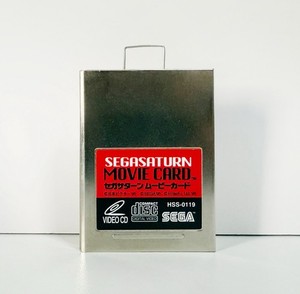 SEGASATURN
MOVIE CARD™
セガサターン ムービーカード
VIDEO CD
COMPACT
disc
DIGITAL VIDEO
HSS-0119
SEGA